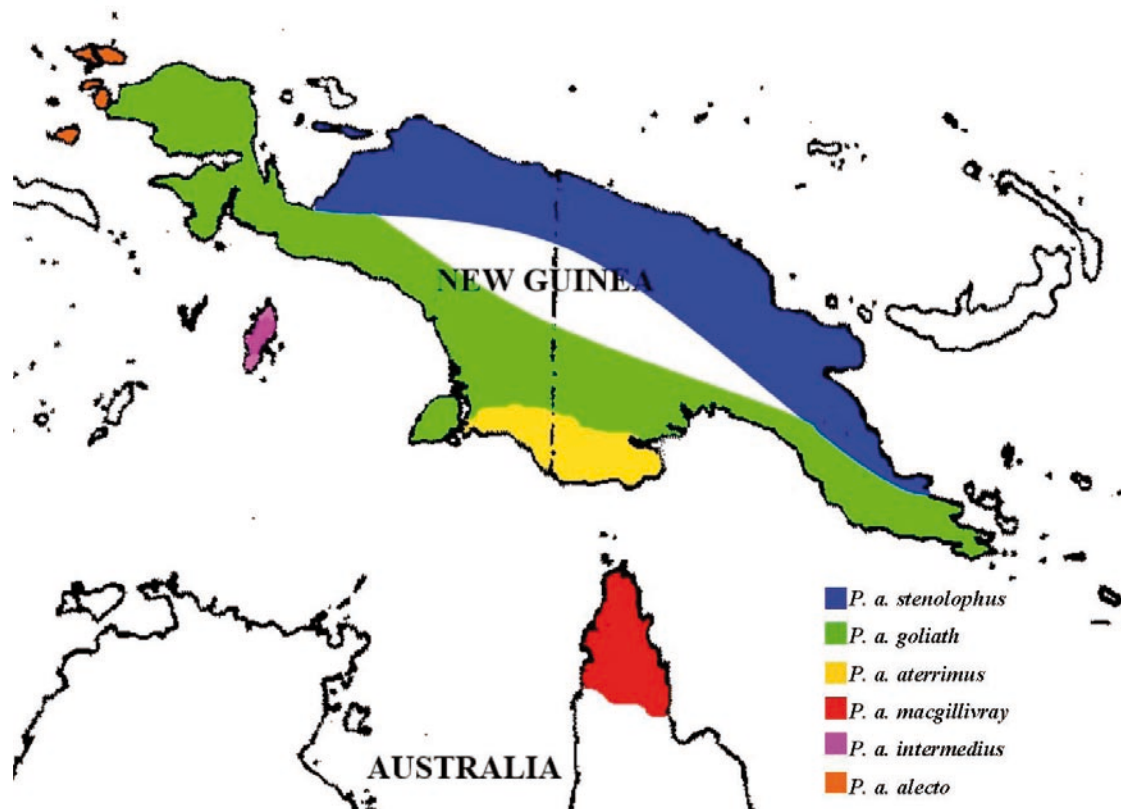 NEW GUINEA
AUSTRALIA
P. a. stenolophus
P. a. goliath
P. a. aterrimus
P. a. macgillivray
P. a. intermedius
P. a. alecto